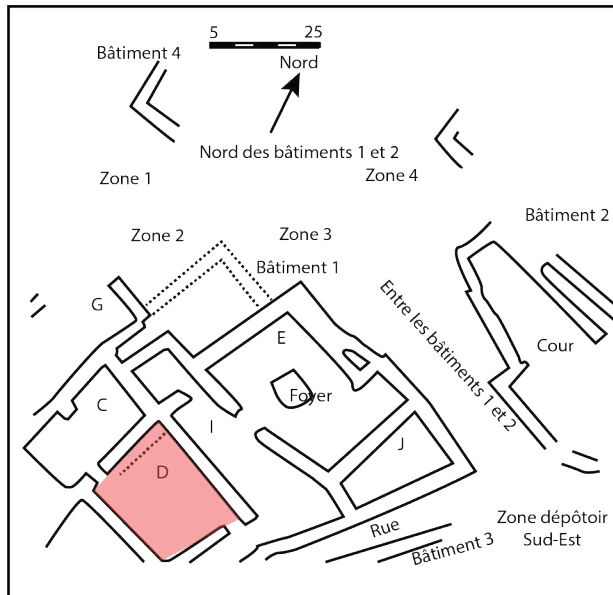 5 25
Bâtiment 4
Nord
Nord des bâtiments 1 et 2
Zone 1
Zone 4
Bâtiment 2
Zone 2
Zone 3
Bâtiment 1
G
E
Entre les bâtiments 1 et 2
Cour
Foyer
C
I
J
D
Rue
Bâtiment 3
Zone dépôtoir
Sud-Est